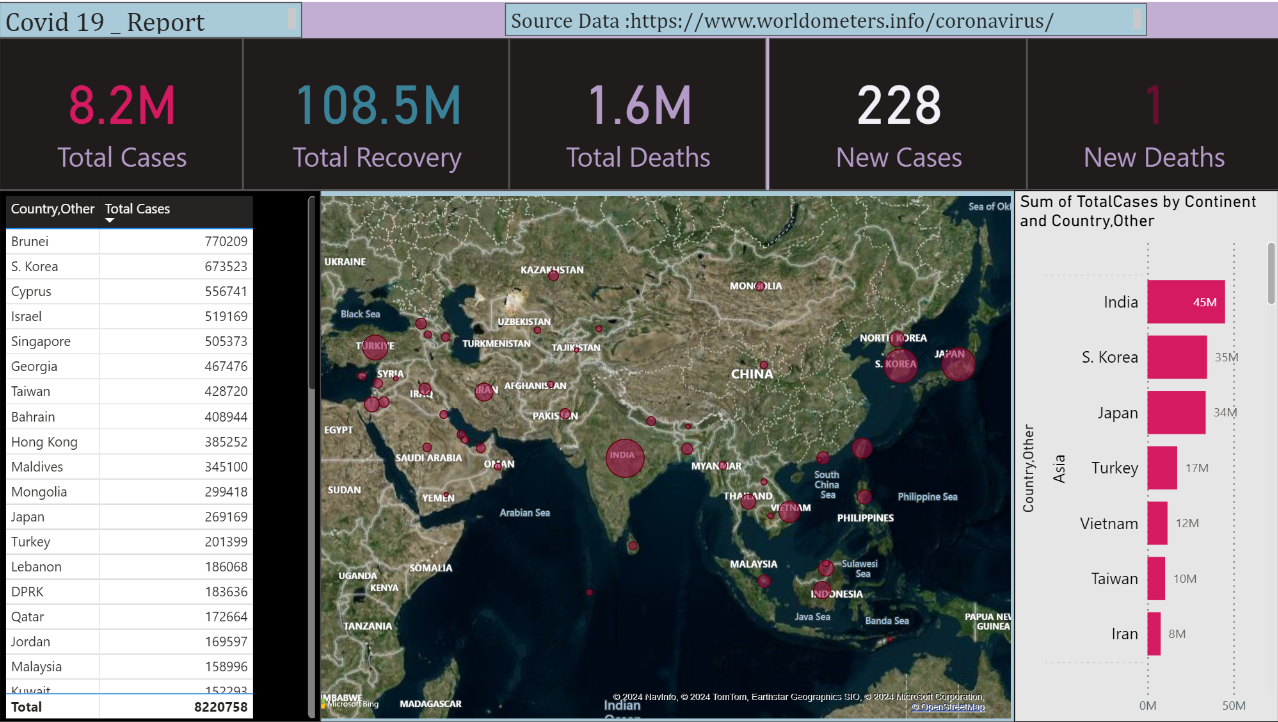 Covid 19 _ Report
Source Data :https://www.worldometers.info/coronavirus/
8.2M
Total Cases
108.5M
Total Recovery
1.6M
Total Deaths
228
New Cases
1
New Deaths
Country,Other Total Cases
Brunei 770209
S. Korea 673523
Cyprus 556741
Israel 519169
Singapore 505373
Georgia 467476
Taiwan 428720
Bahrain 408944
Hong Kong 385252
Maldives 345100
Mongolia 299418
Japan 269169
Turkey 201399
Lebanon 186068
DPRK 183636
Qatar 172664
Jordan 169597
Malaysia 158996
Kuwait 152293
Total 8220758
Sea of Ok
UKRAINE
KAZAKHSTAN
MONGOLIA
Black Sea
UZBEKISTAN
TÜRKIYE
TURKMENISTAN
TAJIKISTAN
NORTH KOREA
JAPAN
S. KOREA
SYRIA
CHINA
IRAQ
IRAN
AFGHANISTAN
PAKISTAN
EGYPT
SAUDI ARABIA
OMAN
INDIA
MYANMAR
SUDAN
YEMEN
Arabian Sea
THAILAND
VIETNAM
South
China
Sea
Philippine Sea
PHILIPPINES
SOMALIA
MALAYSIA
Sulawesi
Sea
UGANDA
KENYA
INDONESIA
TANZANIA
Java Sea
Banda Sea
PAPUA NEW
GUINEA
MBABWE
MADAGASCAR
Indian
Ocean
Microsoft Bing
© 2024 NavInfo, © 2024 TomTom, Earthstar Geographics SIO, © 2024 Microsoft Corporation,
© OpenStreetMap
Sum of TotalCases by Continent
and Country,Other
Country,Other
Asia
India 45M
S. Korea 35M
Japan 34M
Turkey 17M
Vietnam 12M
Taiwan 10M
Iran 8M
0M 50M